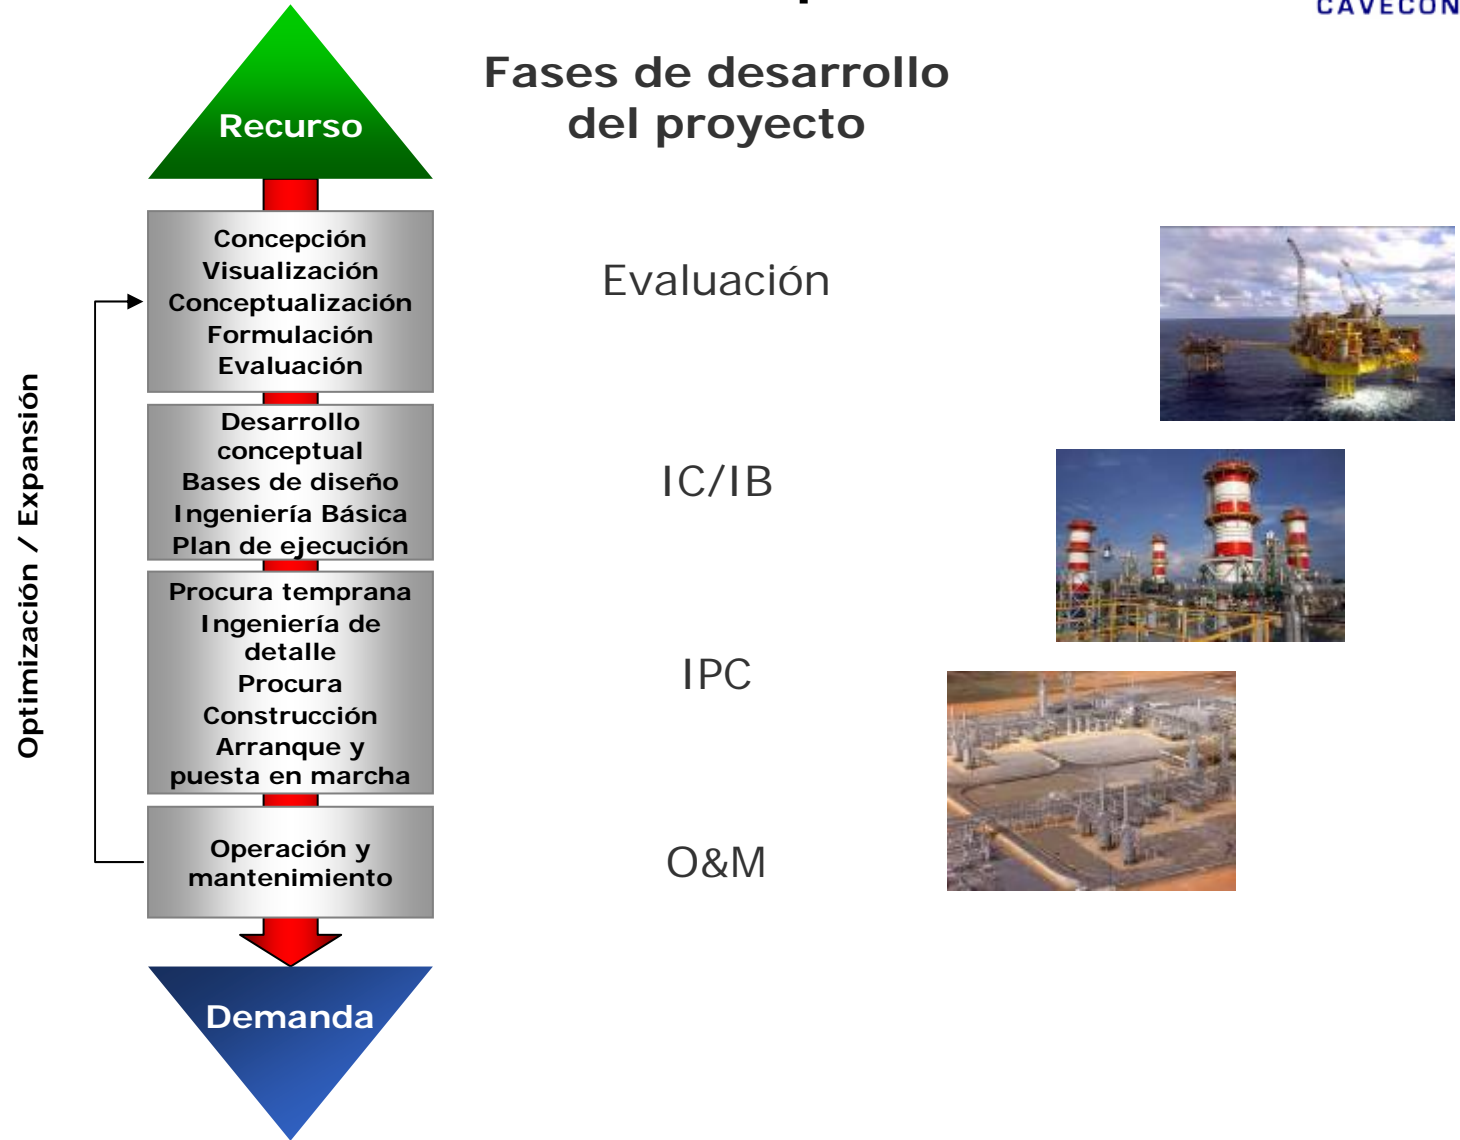 CAVECON
Fases de desarrollo
del proyecto
Recurso
Concepción
Visualización
Conceptualización
Formulación
Evaluación
Evaluación
Desarrollo
conceptual
Bases de diseño
Ingeniería Básica
Plan de ejecución
IC/IB
Procura temprana
Ingeniería de
detalle
Procura
Construcción
Arranque y
puesta en marcha
IPC
Operación y
mantenimiento
O&M
Optimización / Expansión
Demanda